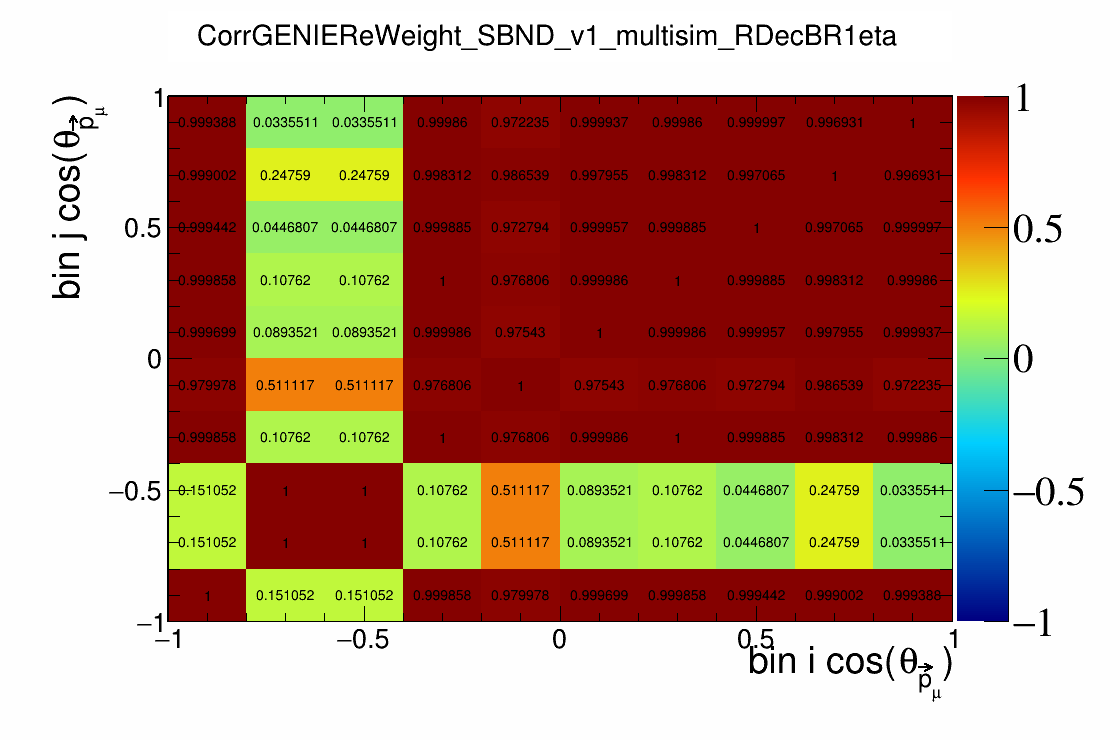 CorrGENIEReWeight_SBND_v1_multisim_RDecBR1eta
bin j cos(θp⃗μ)
1 0.999388 0.0335511 0.0335511 0.99986 0.972235 0.999937 0.99986 0.999997 0.996931 1 1
0.999002 0.24759 0.24759 0.998312 0.986539 0.997955 0.998312 0.997065 1 0.996931
0.5 0.999442 0.0446807 0.0446807 0.999885 0.972794 0.999957 0.999885 1 0.997065 0.999997 0.5
0.999858 0.10762 0.10762 1 0.976806 0.999986 1 0.999885 0.998312 0.99986
0.999699 0.0893521 0.0893521 0.999986 0.97543 1 0.999986 0.999957 0.997955 0.999937
0 0
0.979978 0.511117 0.511117 0.976806 1 0.97543 0.976806 0.972794 0.986539 0.972235
0.999858 0.10762 0.10762 1 0.976806 0.999986 1 0.999885 0.998312 0.99986
−0.5 0.151052 1 1 0.10762 0.511117 0.0893521 0.10762 0.0446807 0.24759 0.0335511 −0.5
0.151052 1 1 0.10762 0.511117 0.0893521 0.10762 0.0446807 0.24759 0.0335511
1 0.151052 0.151052 0.999858 0.979978 0.999699 0.999858 0.999442 0.999002 0.999388
−1 −1
−1 −0.5 0 0.5 1
bin i cos(θp⃗μ)